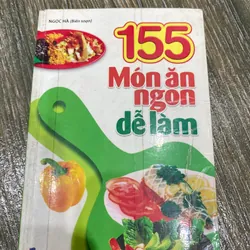 NGỌC HÀ (Biên soạn)
155
Món ăn
ngon
dễ làm